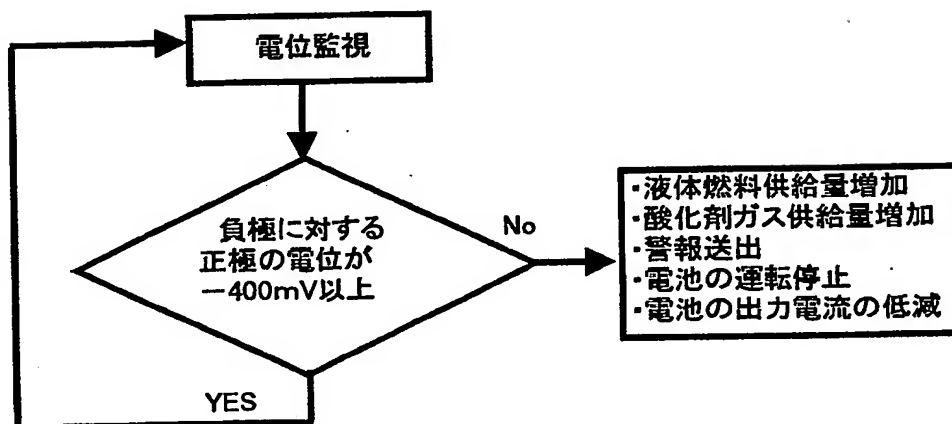 電位監視
負極に対する
正極の電位が
－400mV以上
No
・液体燃料供給量増加
・酸化剤ガス供給量増加
・警報送出
・電池の運転停止
・電池の出力電流の低減
YES